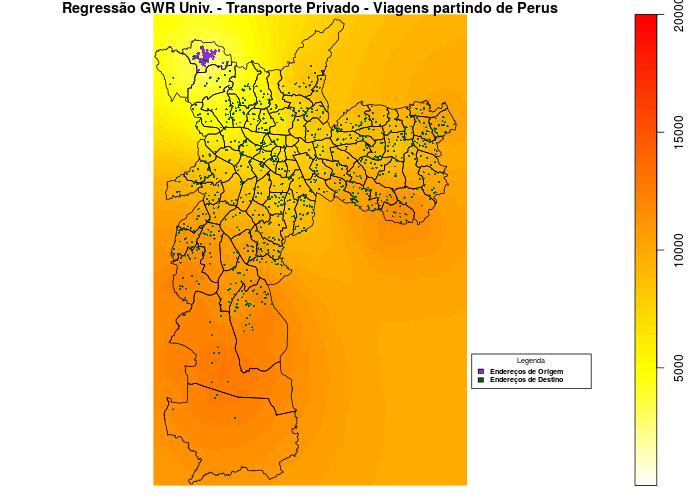 Regressão GWR Univ. - Transporte Privado - Viagens partindo de Perus
20000
15000
10000
5000
Legenda
Endereços de Origem
Endereços de Destino